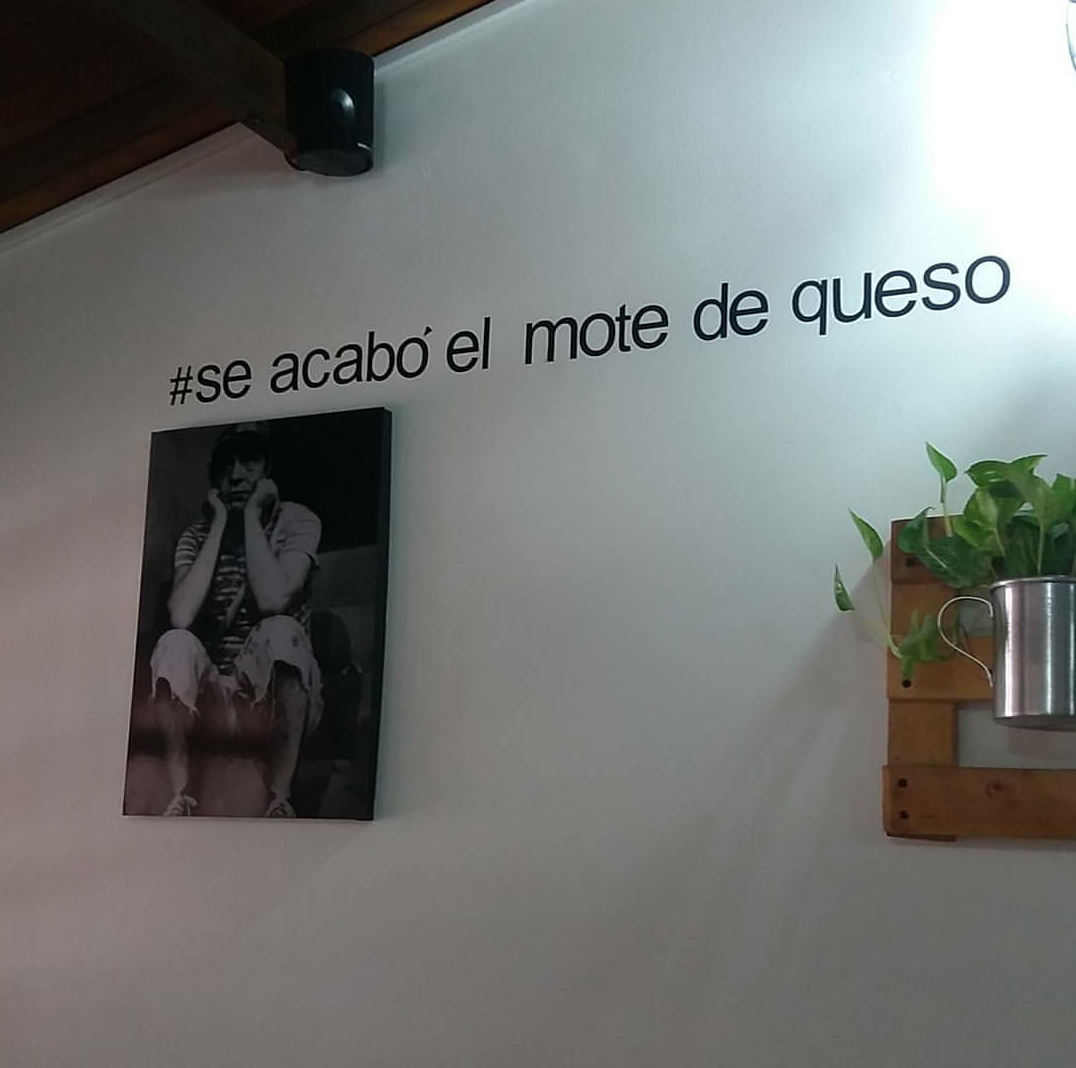 #se acabó el mote de queso